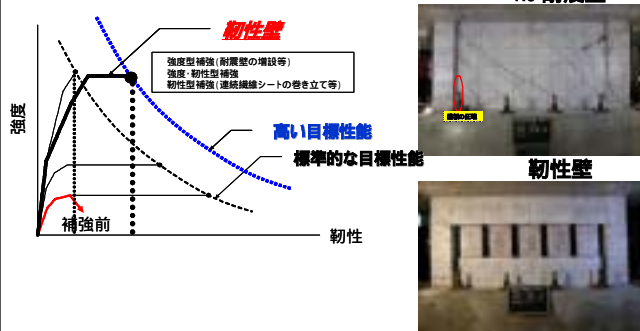 靭性壁
強度型補強(耐震壁の増設等)
強度・靭性型補強
靭性型補強(連続繊維シートの巻き立て等)
強度
高い目標性能
標準的な目標性能
補強前
靭性
耐震壁
靭性壁